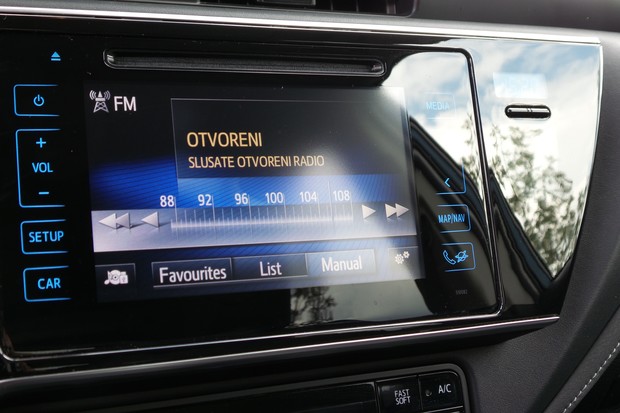 FM
MEDIA
OTVORENI
+
VOL
-
SLUSATE OTVORENI RADIO
88 92 96 100 104 108
MAP/NAV
SETUP
Favourites List Manual
CAR
FAST
SOFT
A/C